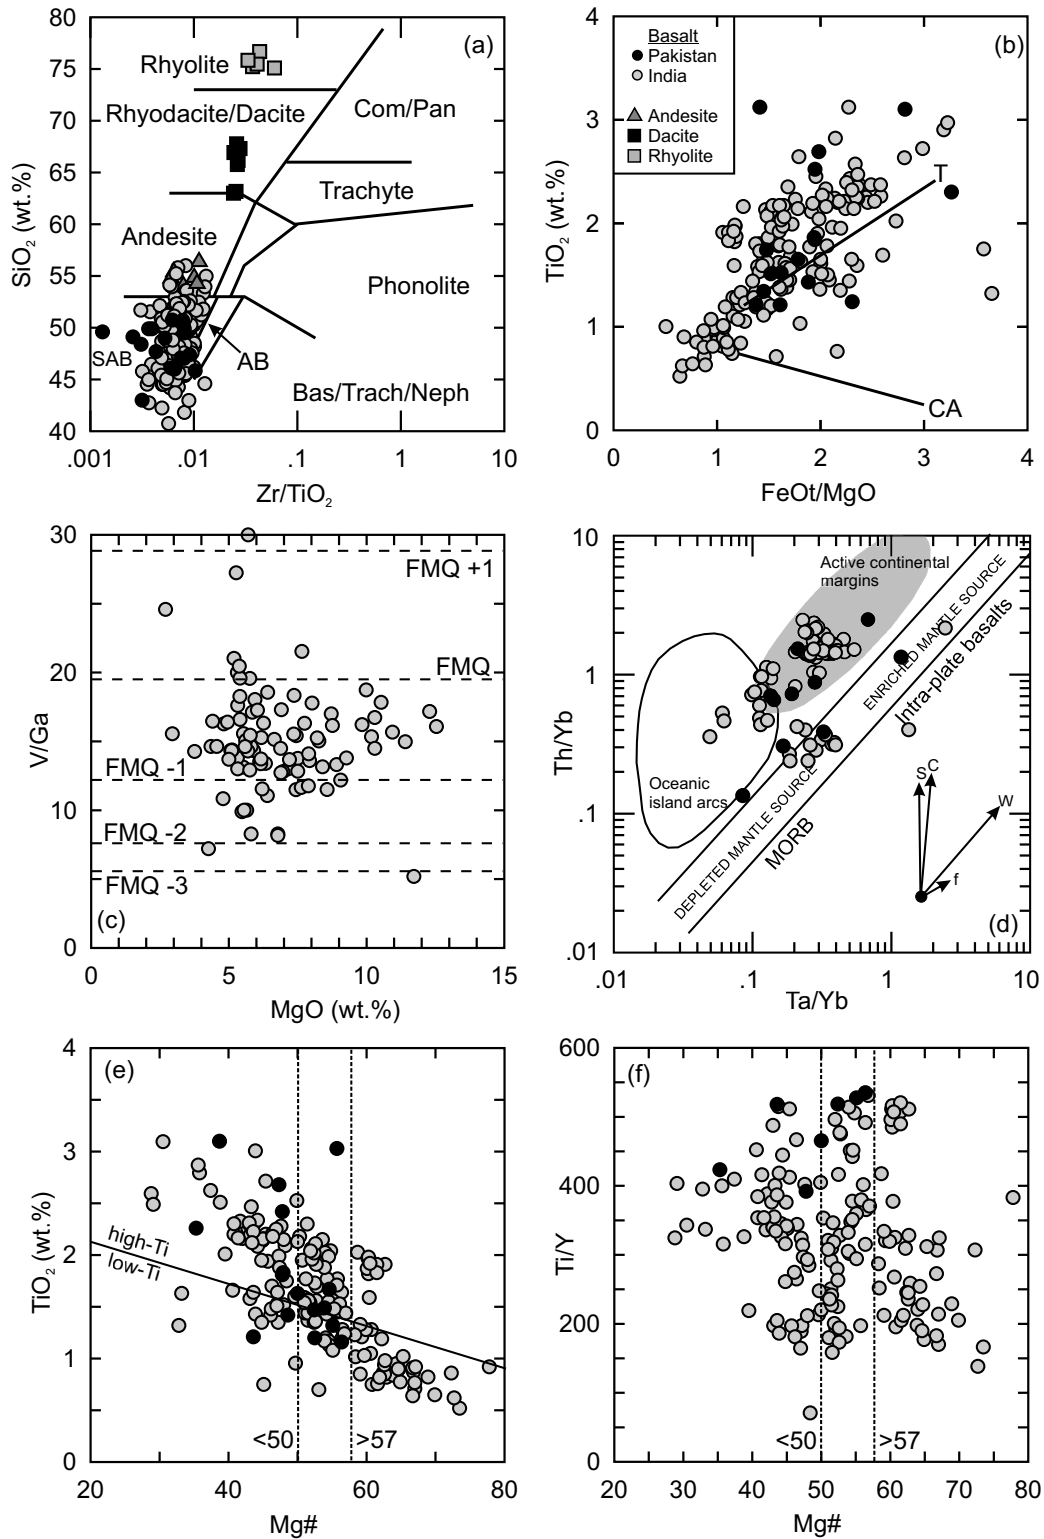 (a)
80
75
70
65
60
55
50
45
40
SiO2 (wt.%)
Rhyolite
Rhyodacite/Dacite
Com/Pan
Trachyte
Andesite
Phonolite
SAB
AB
Bas/Trach/Neph
.001
.01
.1
1
10
Zr/TiO2
(b)
4
3
2
1
0
TiO2 (wt.%)
Basalt
Pakistan
India
Andesite
Dacite
Rhyolite
T
CA
0
1
2
3
4
FeOt/MgO
30
20
10
0
V/Ga
FMQ +1
FMQ
FMQ -1
FMQ -2
FMQ -3
(c)
0
5
10
15
MgO (wt.%)
10
1
.1
.01
Th/Yb
Active continental
margins
ENRICHED MANTLE SOURCE
Intra-plate basalts
Oceanic
island arcs
DEPLETED MANTLE SOURCE
MORB
S
C
W
f
(d)
.01
0.1
1
10
Ta/Yb
(e)
4
3
2
1
0
TiO2 (wt.%)
high-Ti
low-Ti
<50
>57
20
40
60
80
Mg#
(f)
600
400
200
0
Ti/Y
<50
>57
20
30
40
50
60
70
80
Mg#